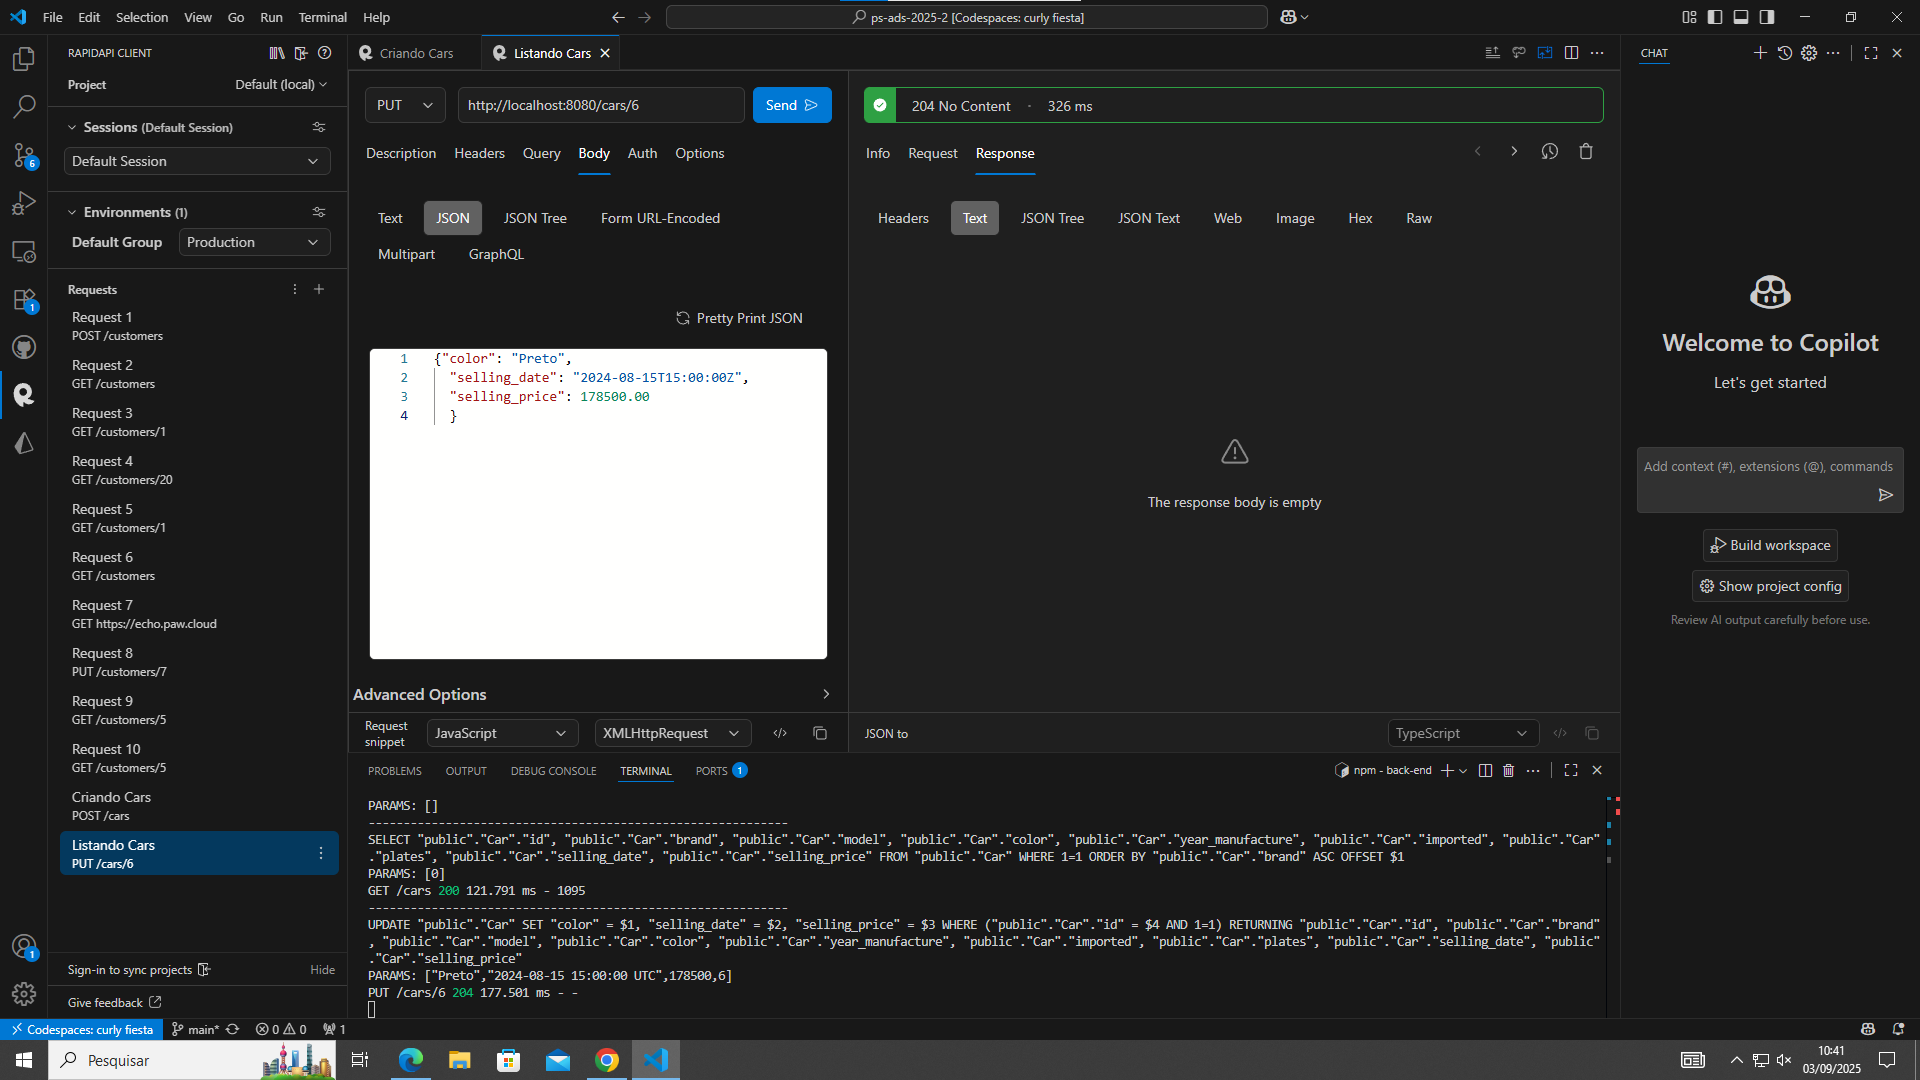 File Edit Selection View Go Run Terminal Help
ps-ads-2025-2 [Codespaces: curly fiesta]
RAPIDAPI CLIENT
Project Default (local)
Sessions (Default Session)
Default Session
Environments (1)
Default Group Production
Requests
Request 1
POST /customers
Request 2
GET /customers
Request 3
GET /customers/1
Request 4
GET /customers/20
Request 5
GET /customers/1
Request 6
GET /customers
Request 7
GET https://echo.paw.cloud
Request 8
PUT /customers/7
Request 9
GET /customers/5
Request 10
GET /customers/5
Criando Cars
POST /cars
Listando Cars
PUT /cars/6
Sign-in to sync projects Hide
Give feedback
6
1
1
Criando Cars Listando Cars
PUT http://localhost:8080/cars/6 Send
Description Headers Query Body Auth Options
Text JSON JSON Tree Form URL-Encoded
Multipart GraphQL
Pretty Print JSON
1 {"color": "Preto",
2 "selling_date": "2024-08-15T15:00:00Z",
3 "selling_price": 178500.00
4 }
Advanced Options
Request snippet JavaScript XMLHttpRequest
204 No Content · 326 ms
Info Request Response
Headers Text JSON Tree JSON Text Web Image Hex Raw
The response body is empty
JSON to TypeScript
PROBLEMS OUTPUT DEBUG CONSOLE TERMINAL PORTS 1
npm - back-end
PARAMS: []
------------------------------------------------------------
SELECT "public"."Car"."id", "public"."Car"."brand", "public"."Car"."model", "public"."Car"."color", "public"."Car"."year_manufacture", "public"."Car"."imported", "public"."Car"
."plates", "public"."Car"."selling_date", "public"."Car"."selling_price" FROM "public"."Car" WHERE 1=1 ORDER BY "public"."Car"."brand" ASC OFFSET $1
PARAMS: [0]
GET /cars 200 121.791 ms - 1095
------------------------------------------------------------
UPDATE "public"."Car" SET "color" = $1, "selling_date" = $2, "selling_price" = $3 WHERE ("public"."Car"."id" = $4 AND 1=1) RETURNING "public"."Car"."id", "public"."Car"."brand"
, "public"."Car"."model", "public"."Car"."color", "public"."Car"."year_manufacture", "public"."Car"."imported", "public"."Car"."plates", "public"."Car"."selling_date", "public"
."Car"."selling_price"
PARAMS: ["Preto","2024-08-15 15:00:00 UTC",178500,6]
PUT /cars/6 204 177.501 ms - -
CHAT
Welcome to Copilot
Let's get started
Add context (#), extensions (@), commands
Build workspace
Show project config
Review AI output carefully before use.
Codespaces: curly fiesta main* 0 0 1
Pesquisar
10:41
03/09/2025